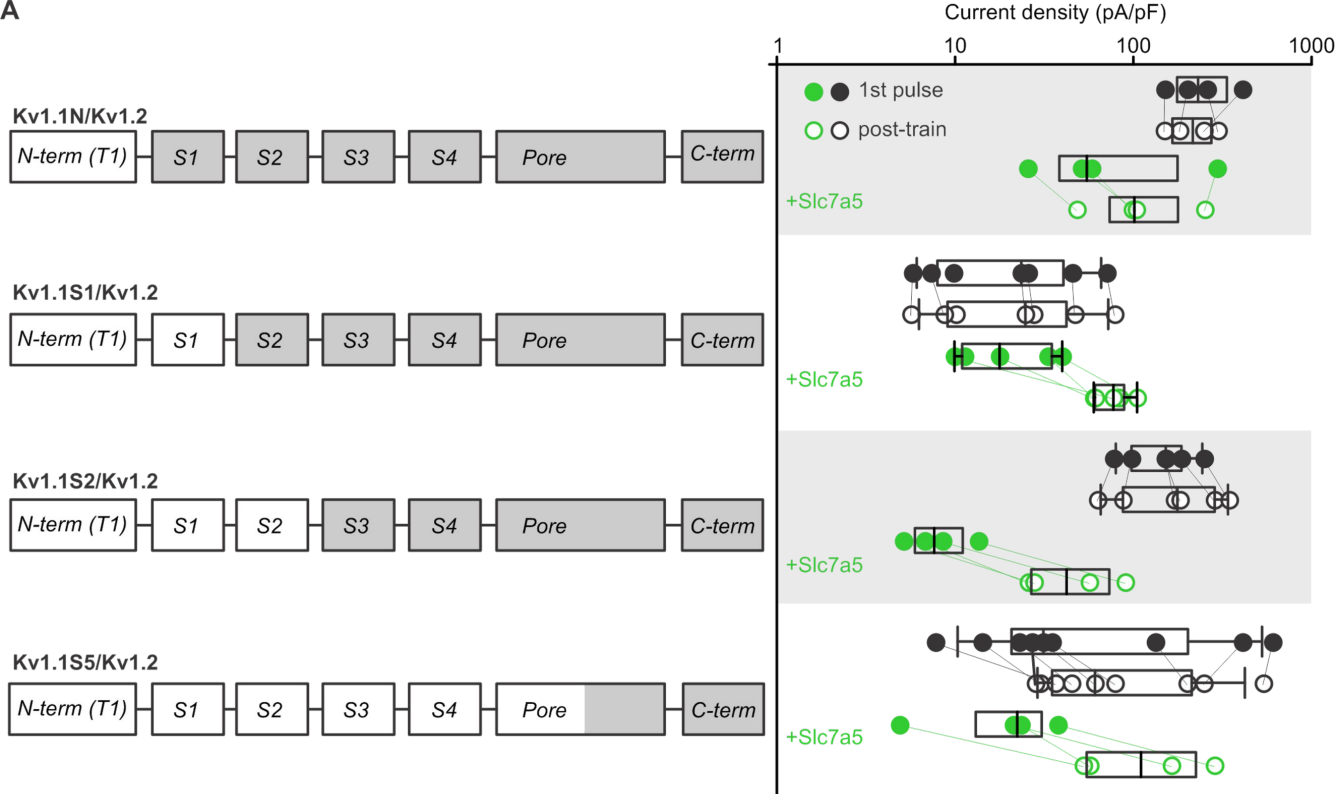 A
Current density (pA/pF)
1 10 100 1000
1st pulse
post-train
Kv1.1N/Kv1.2
N-term (T1) S1 S2 S3 S4 Pore C-term
+Slc7a5
Kv1.1S1/Kv1.2
N-term (T1) S1 S2 S3 S4 Pore C-term
+Slc7a5
Kv1.1S2/Kv1.2
N-term (T1) S1 S2 S3 S4 Pore C-term
+Slc7a5
Kv1.1S5/Kv1.2
N-term (T1) S1 S2 S3 S4 Pore C-term
+Slc7a5